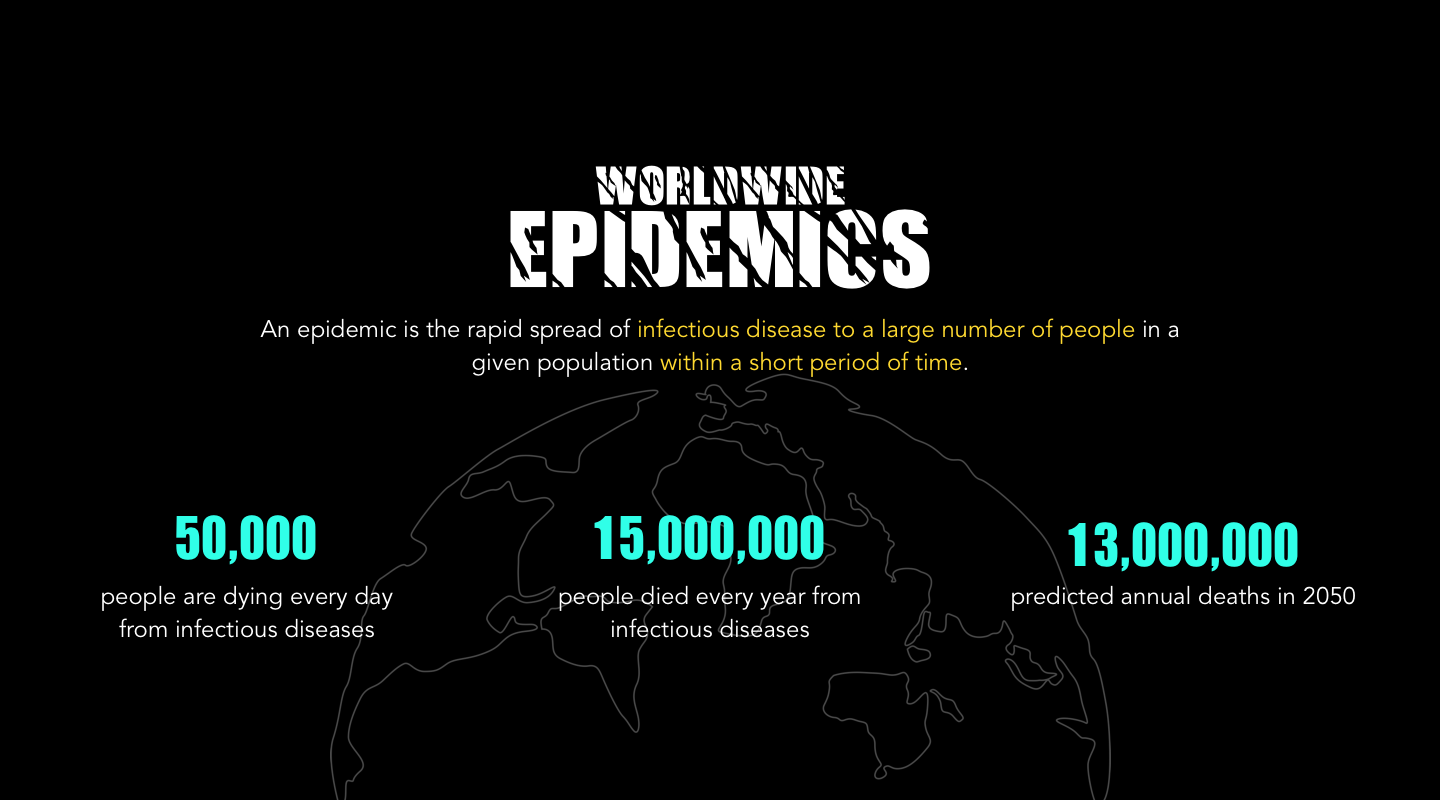 WORLDWIDE
EPIDEMICS
An epidemic is the rapid spread of infectious disease to a large number of people in a
given population within a short period of time.
50,000
people are dying every day
from infectious diseases
15,000,000
people died every year from
infectious diseases
13,000,000
predicted annual deaths in 2050